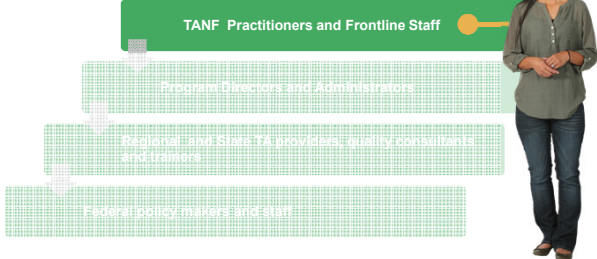 TANF Practitioners and Frontline Staff
Program Directors and Administrators
Regional and State TA providers, quality consultants
and trainers
Federal policy makers and staff